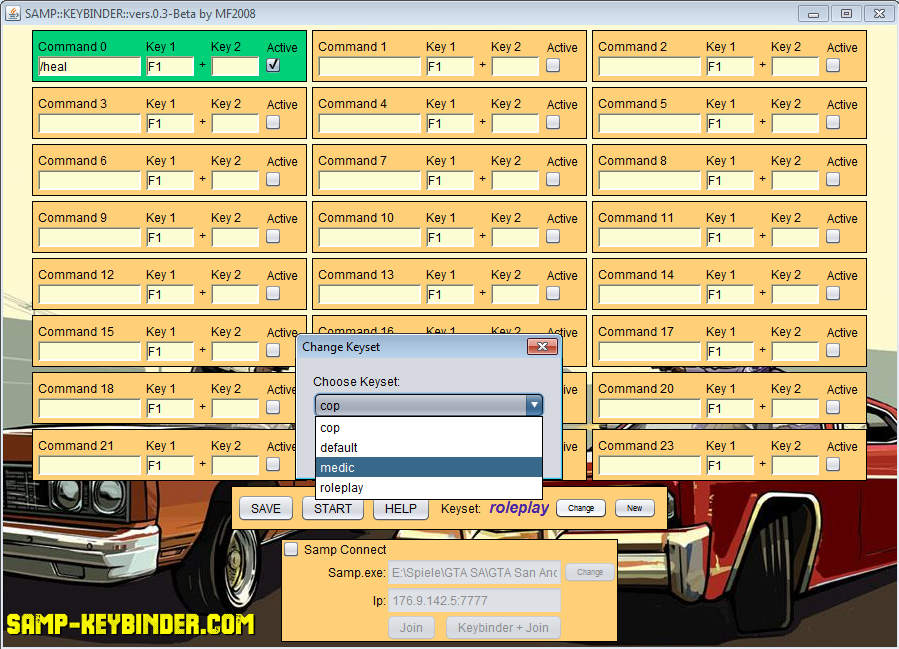 SAMP::KEYBINDER::vers.0.3-Beta by MF2008
Command 0 Key 1 Key 2 Active Command 1 Key 1 Key 2 Active Command 2 Key 1 Key 2 Active
/heal F1 + F1 + F1 +
Command 3 Key 1 Key 2 Active Command 4 Key 1 Key 2 Active Command 5 Key 1 Key 2 Active
F1 + F1 + F1 +
Command 6 Key 1 Key 2 Active Command 7 Key 1 Key 2 Active Command 8 Key 1 Key 2 Active
F1 + F1 + F1 +
Command 9 Key 1 Key 2 Active Command 10 Key 1 Key 2 Active Command 11 Key 1 Key 2 Active
F1 + F1 + F1 +
Command 12 Key 1 Key 2 Active Command 13 Key 1 Key 2 Active Command 14 Key 1 Key 2 Active
F1 + F1 + F1 +
Command 15 Key 1 Key 2 Active Command 16 Key 1 Key 2 Active Command 17 Key 1 Key 2 Active
F1 + F1 +
Change Keyset
Choose Keyset:
cop
cop
default
medic
roleplay
Command 18 Key 1 Key 2 Active Command 20 Key 1 Key 2 Active
F1 + F1 +
Command 21 Key 1 Key 2 Active Command 23 Key 1 Key 2 Active
F1 + F1 +
SAVE START HELP Keyset: roleplay Change New
Samp Connect
Samp.exe: E:\Spiele\GTA SA\GTA San Anc Change
Ip: 176.9.142.5:7777
Join Keybinder + Join
SAMP-KEYBINDER.COM